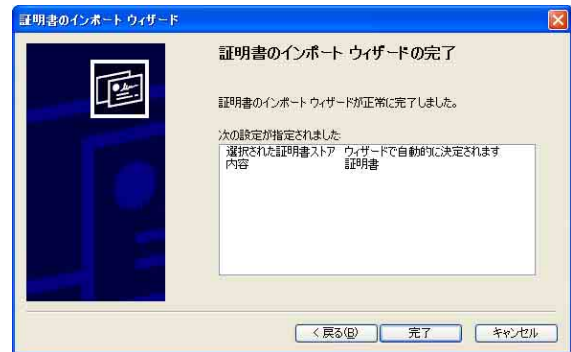 証明書のインポート ウィザード
証明書のインポート ウィザードの完了
証明書のインポート ウィザードが正常に完了しました。
次の設定が指定されました
選択された証明書ストア ウィザードで自動的に決定されます
内容 証明書
< 戻る(B) 完了 キャンセル